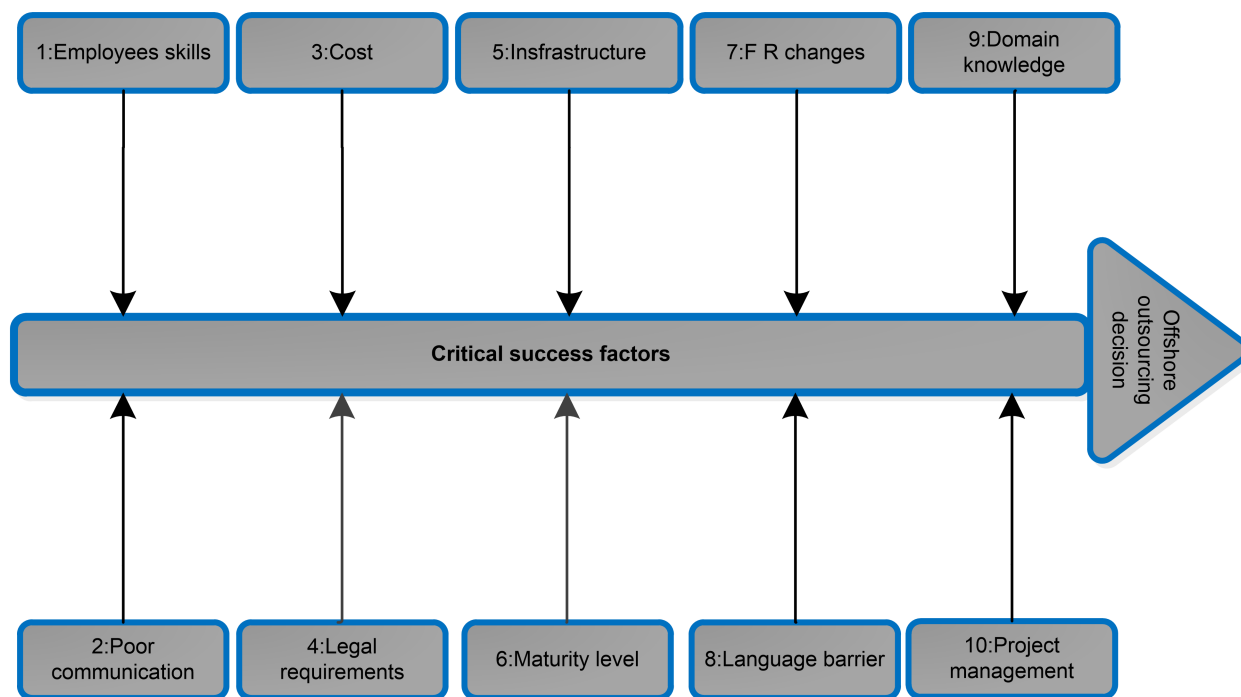 1:Employees skills
3:Cost
5:Insfrastructure
7:F R changes
9:Domain
knowledge
Critical success factors
Offshore
outsourcing
decision
2:Poor
communication
4:Legal
requirements
6:Maturity level
8:Language barrier
10:Project
management